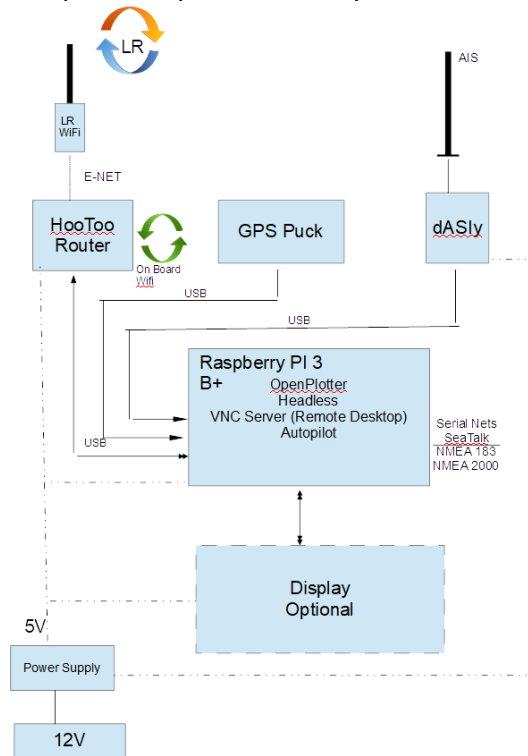 LR
AIS
LR
WiFi
E-NET
HooToo
Router
On Board
Wifi
GPS Puck
dASIy
USB
USB
Raspberry PI 3
B+
OpenPlotter
Headless
VNC Server (Remote Desktop)
Autopilot
USB
Serial Nets
SeaTalk
NMEA 183
NMEA 2000
Display
Optional
5V
Power Supply
12V